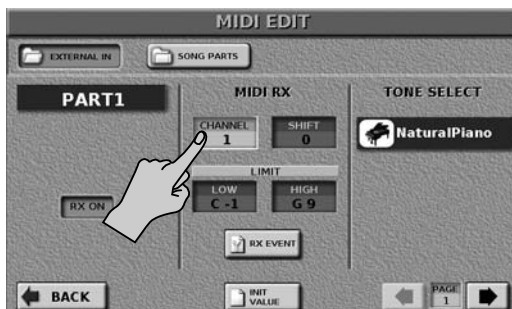 MIDI EDIT
EXTERNAL IN
SONG PARTS
PART1
MIDI RX
TONE SELECT
CHANNEL
1
SHIFT
0
NaturalPiano
LIMIT
LOW
C -1
HIGH
G 9
RX ON
RX EVENT
BACK
INIT
VALUE
PAGE
1